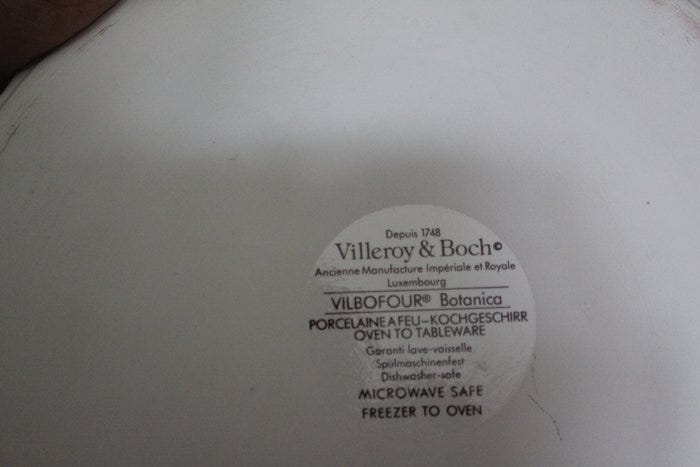 Depuis 1748
Villeroy & Boch©
Ancienne Manufacture Impériale et Royale
Luxembourg
VILBOFOUR® Botanica
PORCELAINE A FEU-KOCHGESCHIRR
OVEN TO TABLEWARE
Garanti lave-vaisselle
Spülmaschinenfest
Dishwasher-safe
MICROWAVE SAFE
FREEZER TO OVEN